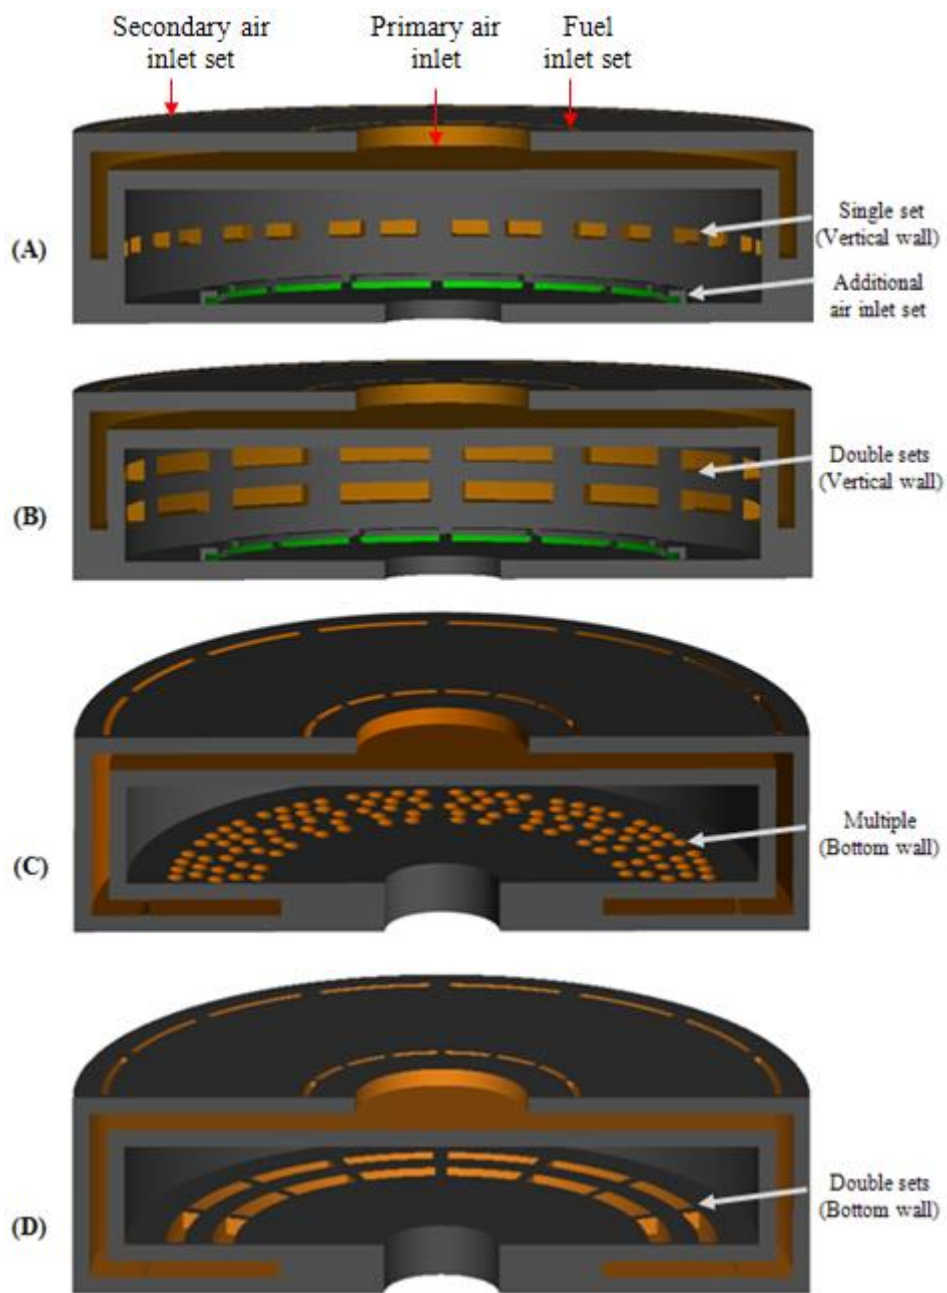 Secondary air
inlet set
Primary air
inlet
Fuel
inlet set
Single set
(Vertical wall)
(A)
Additional
air inlet set
Double sets
(Vertical wall)
(B)
Multiple
(Bottom wall)
(C)
Double sets
(Bottom wall)
(D)